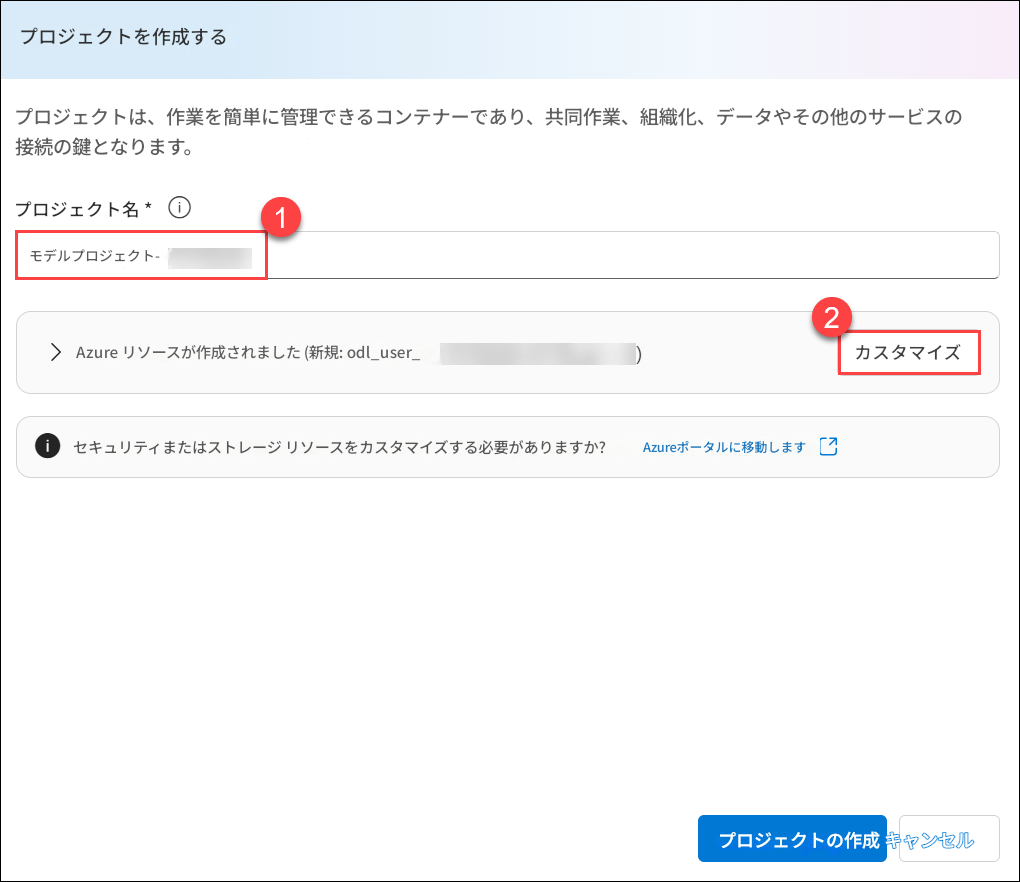 プロジェクトを作成する
プロジェクトは、作業を簡単に管理できるコンテナーであり、共同作業、組織化、データやその他のサービスの
接続の鍵となります。
プロジェクト名 * i
1
モデルプロジェクト-
2
Azure リソースが作成されました (新規: odl_user_ )
カスタマイズ
i セキュリティまたはストレージ リソースをカスタマイズする必要がありますか? Azureポータルに移動します
プロジェクトの作成 キャンセル